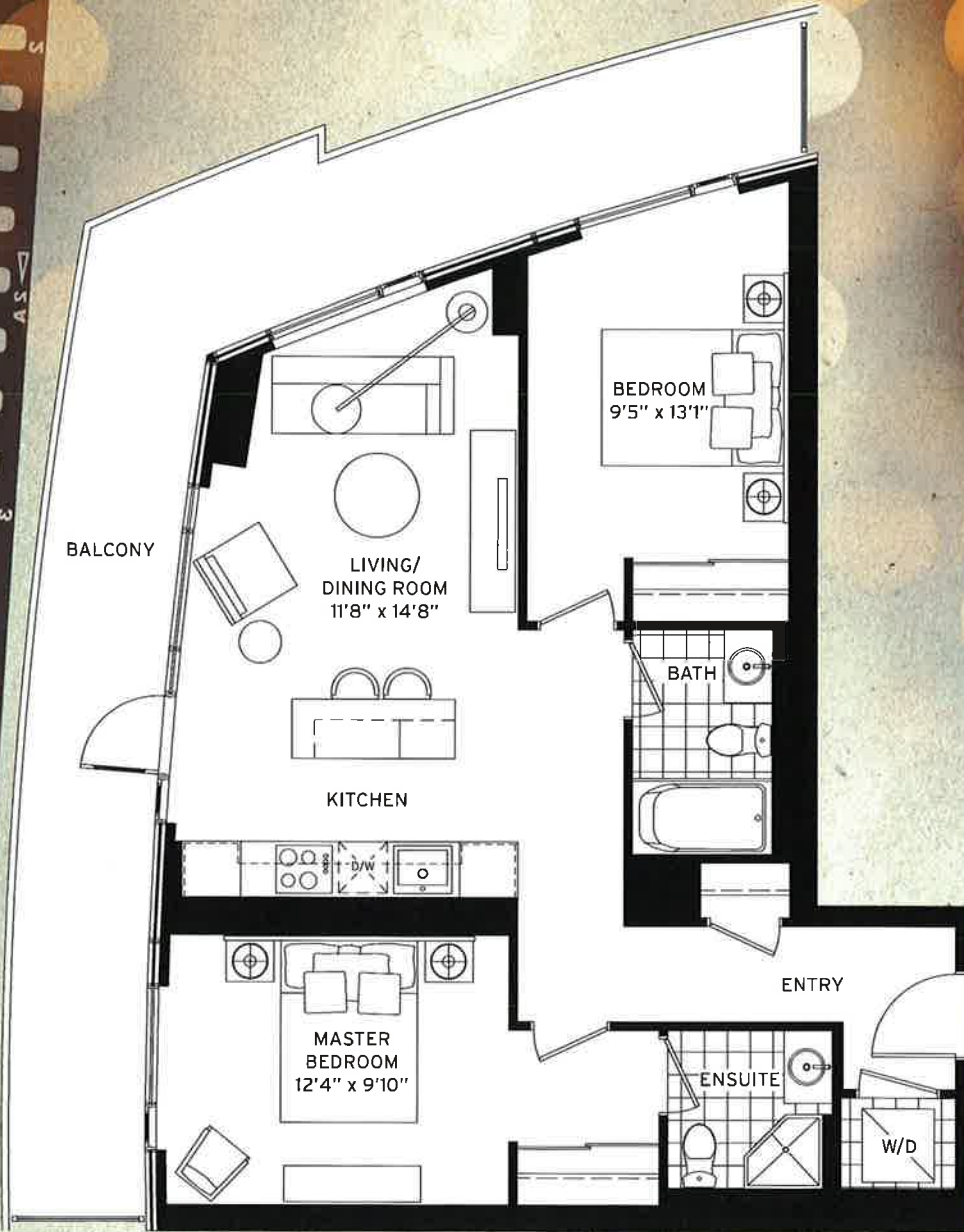 BEDROOM
9'5" x 13'1"
BALCONY
LIVING/
DINING ROOM
11'8" x 14'8"
BATH
KITCHEN
D/W
ENTRY
MASTER
BEDROOM
12'4" x 9'10"
ENSUITE
W/D